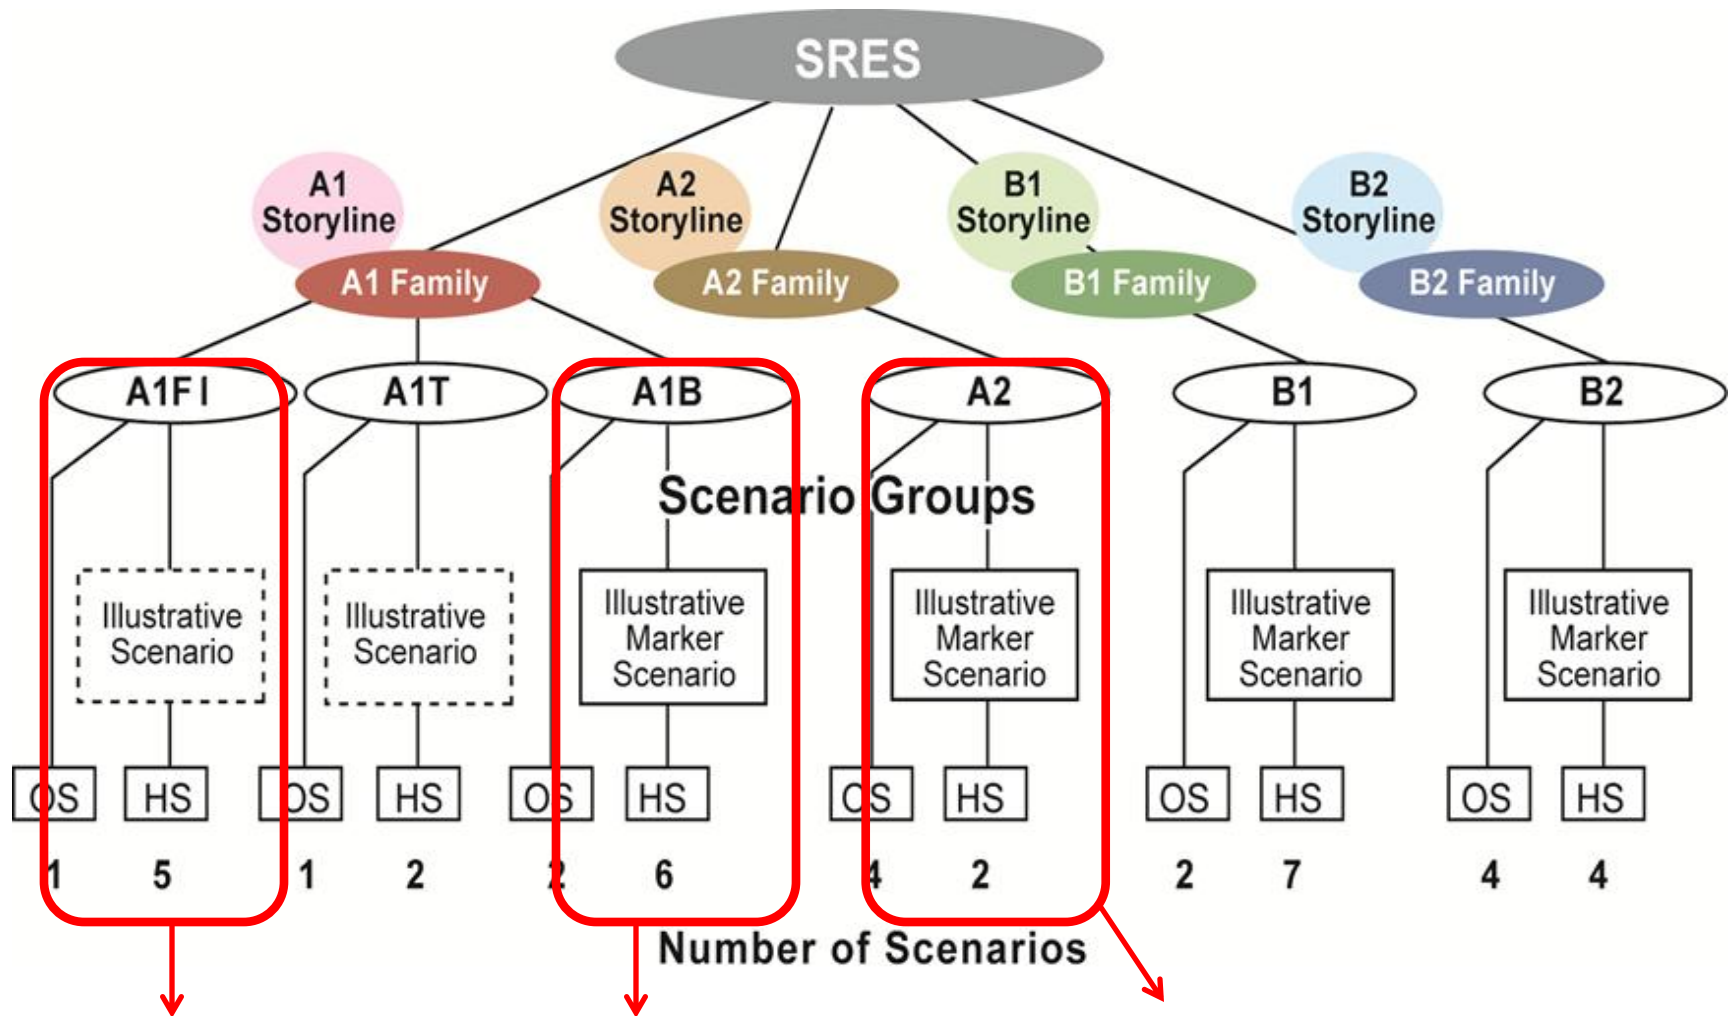 SRES
A1
Storyline
A2
Storyline
B1
Storyline
B2
Storyline
A1 Family
A2 Family
B1 Family
B2 Family
A1FI
A1T
A1B
A2
B1
B2
Scenario Groups
Illustrative
Scenario
Illustrative
Scenario
Illustrative
Marker
Scenario
Illustrative
Marker
Scenario
Illustrative
Marker
Scenario
Illustrative
Marker
Scenario
OS HS OS HS OS HS OS HS OS HS OS HS
1 5 1 2 2 6 4 2 2 7 4 4
Number of Scenarios